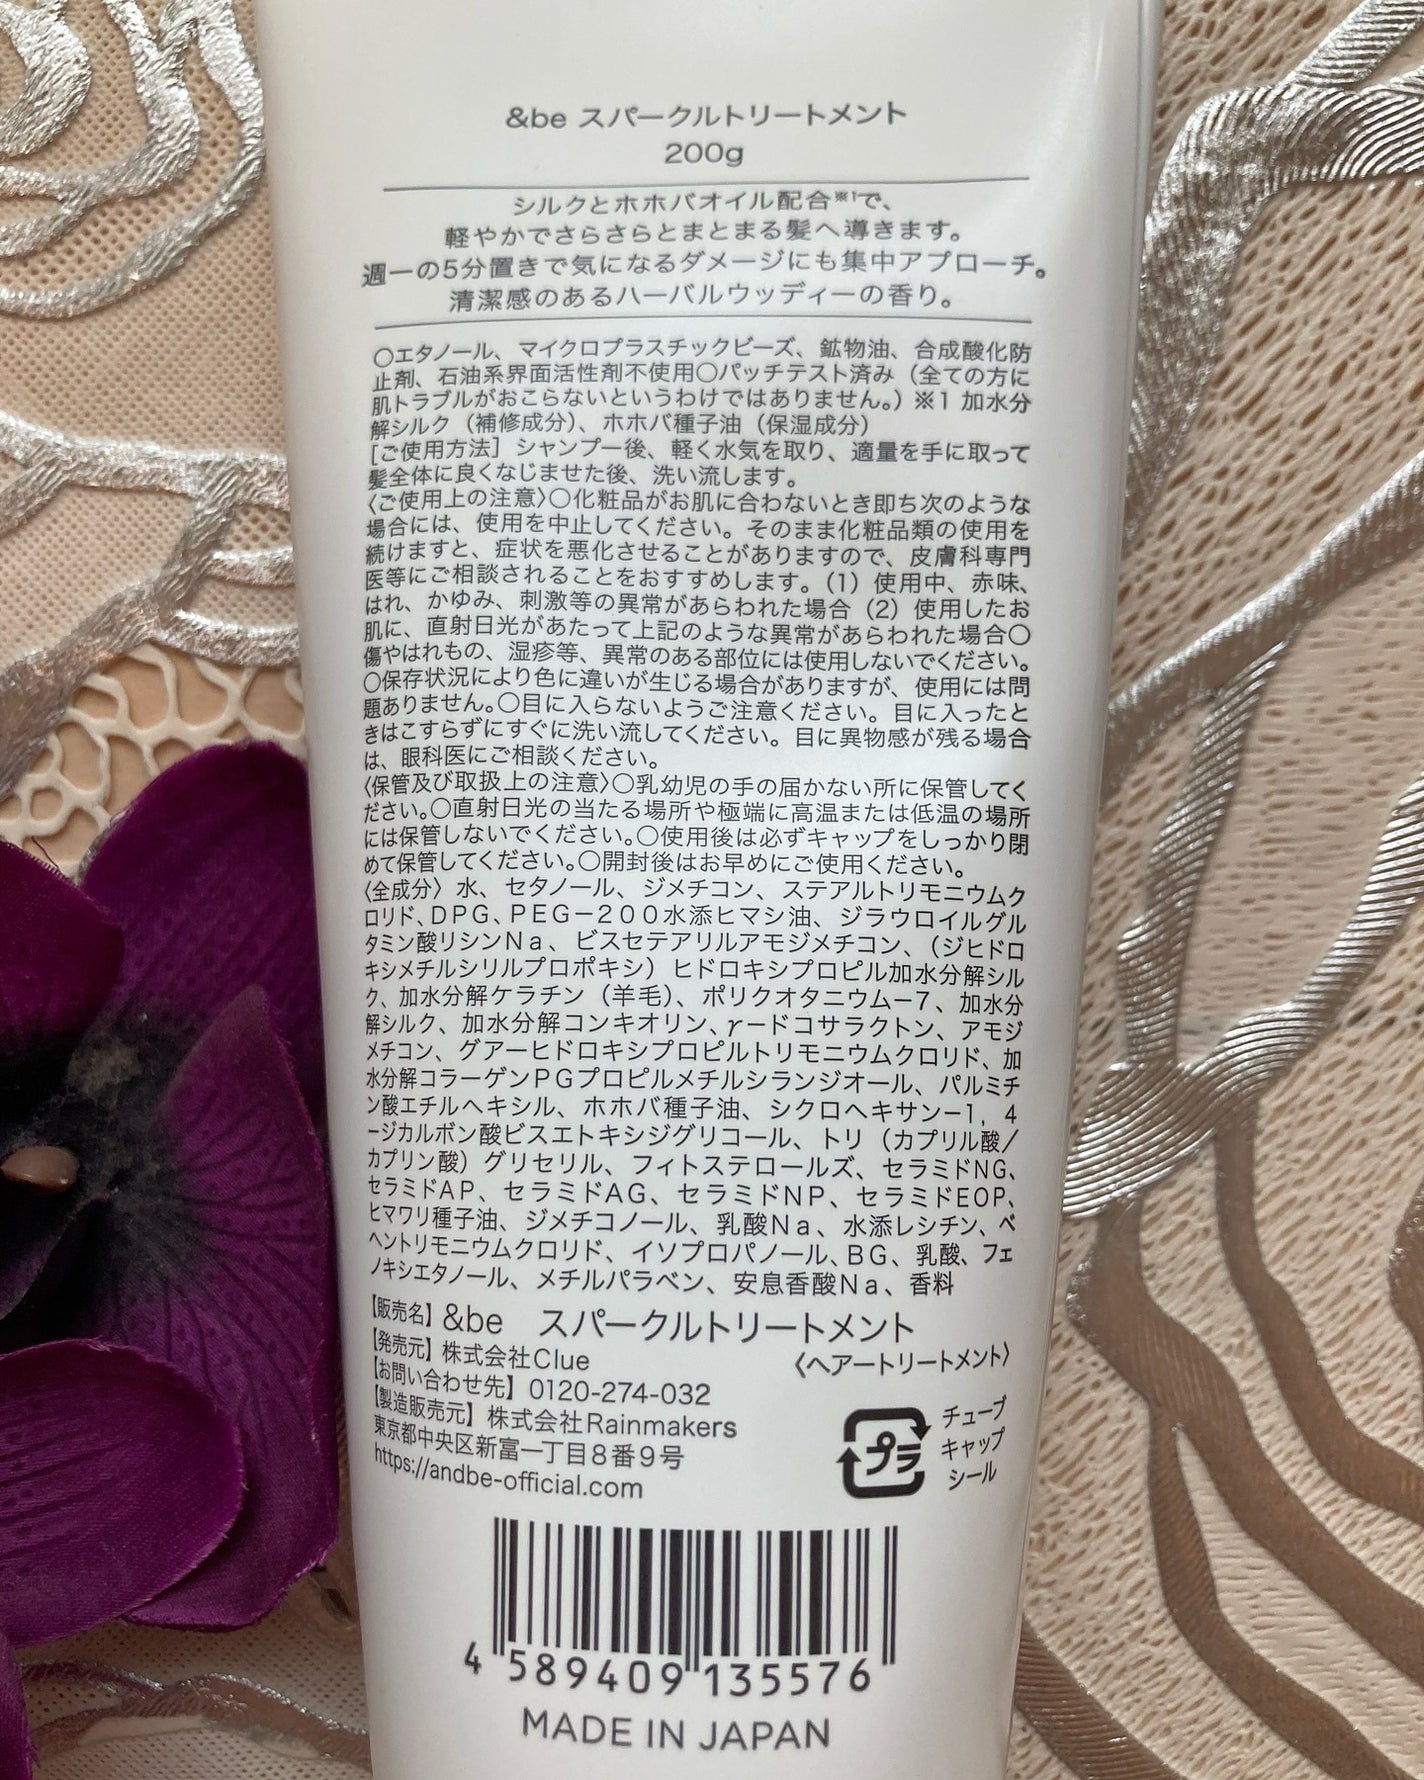 &be スパークルトリートメント
200g
シルクとホホバオイル配合※1で、
軽やかでさらさらとまとまる髪へ導きます。
週一の5分置きで気になるダメージにも集中アプローチ。
清潔感のあるハーバルウッディーの香り。
○エタノール、マイクロプラスチックビーズ、鉱物油、合成酸化防
止剤、石油系界面活性剤不使用○パッチテスト済み（全ての方に
肌トラブルがおこらないというわけではありません。）※1 加水分
解シルク（補修成分）、ホホバ種子油（保湿成分）
［ご使用方法］シャンプー後、軽く水気を取り、適量を手に取って
髪全体に良くなじませた後、洗い流します。
〈ご使用上の注意〉○化粧品がお肌に合わないとき即ち次のような
場合には、使用を中止してください。そのまま化粧品類の使用を
続けますと、症状を悪化させることがありますので、皮膚科専門
医等にご相談されることをおすすめします。（1）使用中、赤味、
はれ、かゆみ、刺激等の異常があらわれた場合（2）使用したお
肌に、直射日光があたって上記のような異常があらわれた場合○
傷やはれもの、湿疹等、異常のある部位には使用しないでください。
○保存状況により色に違いが生じる場合がありますが、使用には問
題ありません。○目に入らないようご注意ください。目に入ったと
きはこすらずにすぐに洗い流してください。目に異物感が残る場合
は、眼科医にご相談ください。
〈保管及び取扱上の注意〉○乳幼児の手の届かない所に保管してく
ださい。○直射日光の当たる場所や極端に高温または低温の場所
には保管しないでください。○使用後は必ずキャップをしっかり閉
めて保管してください。○開封後はお早めにご使用ください。
〈全成分〉水、セタノール、ジメチコン、ステアルトリモニウムク
ロリド、DPG、PEG－200水添ヒマシ油、ジラウロイルグル
タミン酸リシンNa、ビスセテアリルアモジメチコン、（ジヒドロ
キシメチルシリルプロポキシ）ヒドロキシプロピル加水分解シル
ク、加水分解ケラチン（羊毛）、ポリクオタニウム－7、加水分
解シルク、加水分解コンキオリン、γ－ドコサラクトン、アモジ
メチコン、グアーヒドロキシプロピルトリモニウムクロリド、加
水分解コラーゲンPGプロピルメチルシランジオール、パルミチ
ン酸エチルヘキシル、ホホバ種子油、シクロヘキサン－1，4
－ジカルボン酸ビスエトキシジグリコール、トリ（カプリル酸／
カプリン酸）グリセリル、フィトステロールズ、セラミドNG、
セラミドAP、セラミドAG、セラミドNP、セラミドEOP、
ヒマワリ種子油、ジメチコノール、乳酸Na、水添レシチン、ベ
ヘントリモニウムクロリド、イソプロパノール、BG、乳酸、フェ
ノキシエタノール、メチルパラベン、安息香酸Na、香料
【販売名】&be　スパークルトリートメント
〈ヘアートリートメント〉
【発売元】株式会社Clue
【お問い合わせ先】0120-274-032
【製造販売元】株式会社Rainmakers
東京都中央区新富一丁目8番9号
https://andbe-official.com
プラ
チューブ
キャップ
シール
4 589409 135576
MADE IN JAPAN